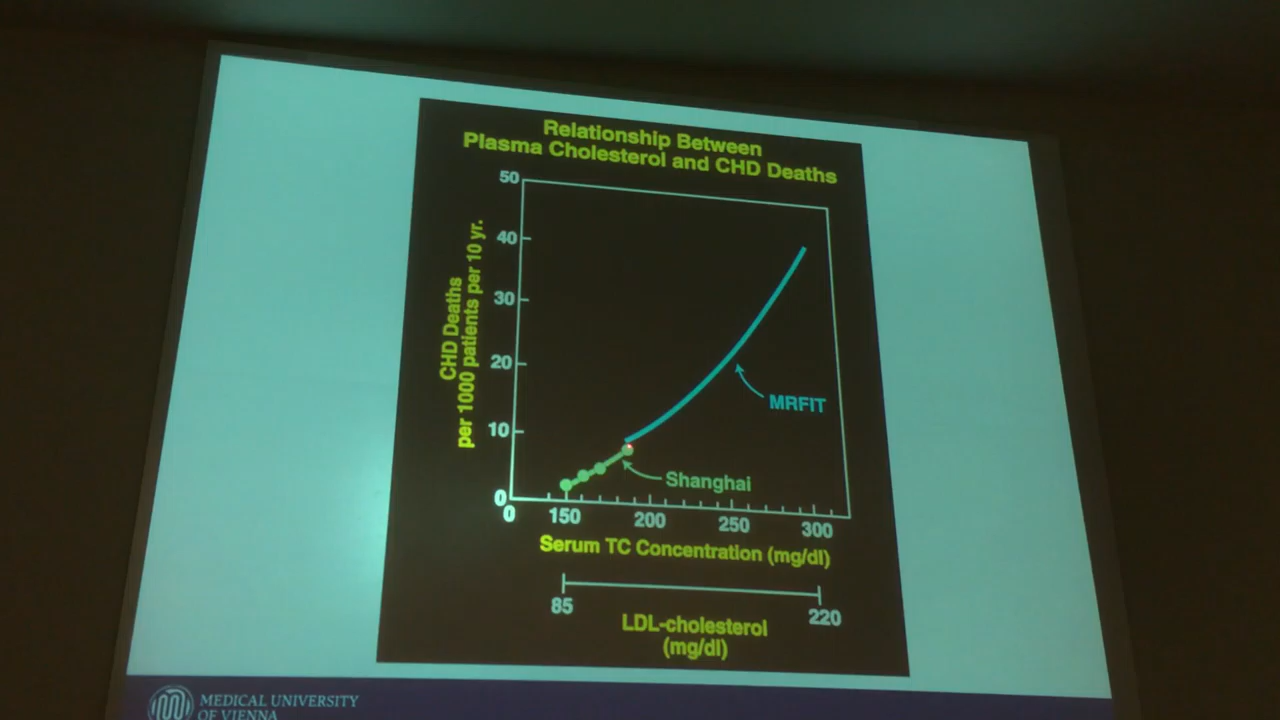 Relationship Between
Plasma Cholesterol and CHD Deaths
50
40
30
20
10
0
CHD Deaths
per 1000 patients per 10 yr.
MRFIT
Shanghai
0 150 200 250 300
Serum TC Concentration (mg/dl)
85 220
LDL-cholesterol
(mg/dl)
MEDICAL UNIVERSITY
OF VIENNA